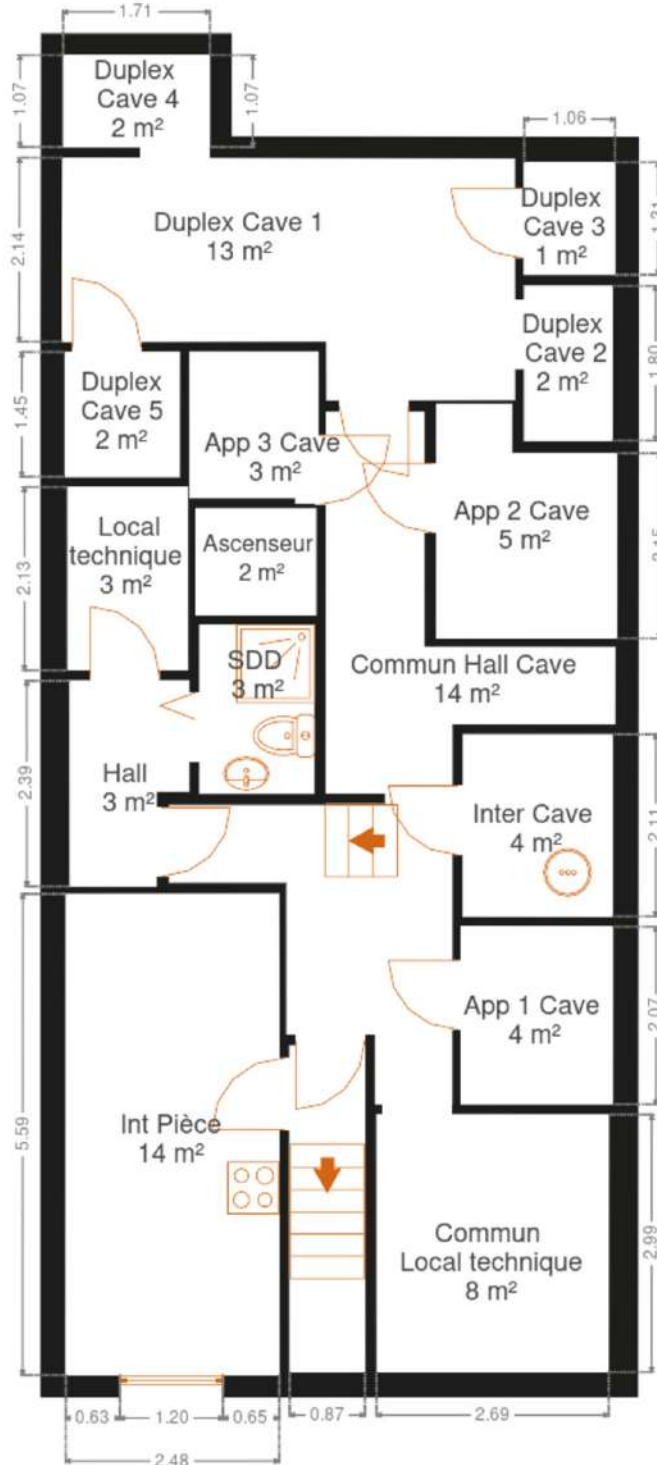 1.71
Duplex
Cave 4
2 m²
1.07
1.07
1.06
Duplex
Cave 3
1 m²
1.31
Duplex Cave 1
13 m²
2.14
Duplex
Cave 2
2 m²
1.80
Duplex
Cave 5
2 m²
1.45
App 3 Cave
3 m²
App 2 Cave
5 m²
Local
technique
3 m²
2.13
Ascenseur
2 m²
SDD
3 m²
Commun Hall Cave
14 m²
Hall
3 m²
2.39
Inter Cave
4 m²
2.11
App 1 Cave
4 m²
2.07
Int Pièce
14 m²
5.59
Commun
Local technique
8 m²
2.99
0.63
1.20
0.65
0.87
2.69
2.48